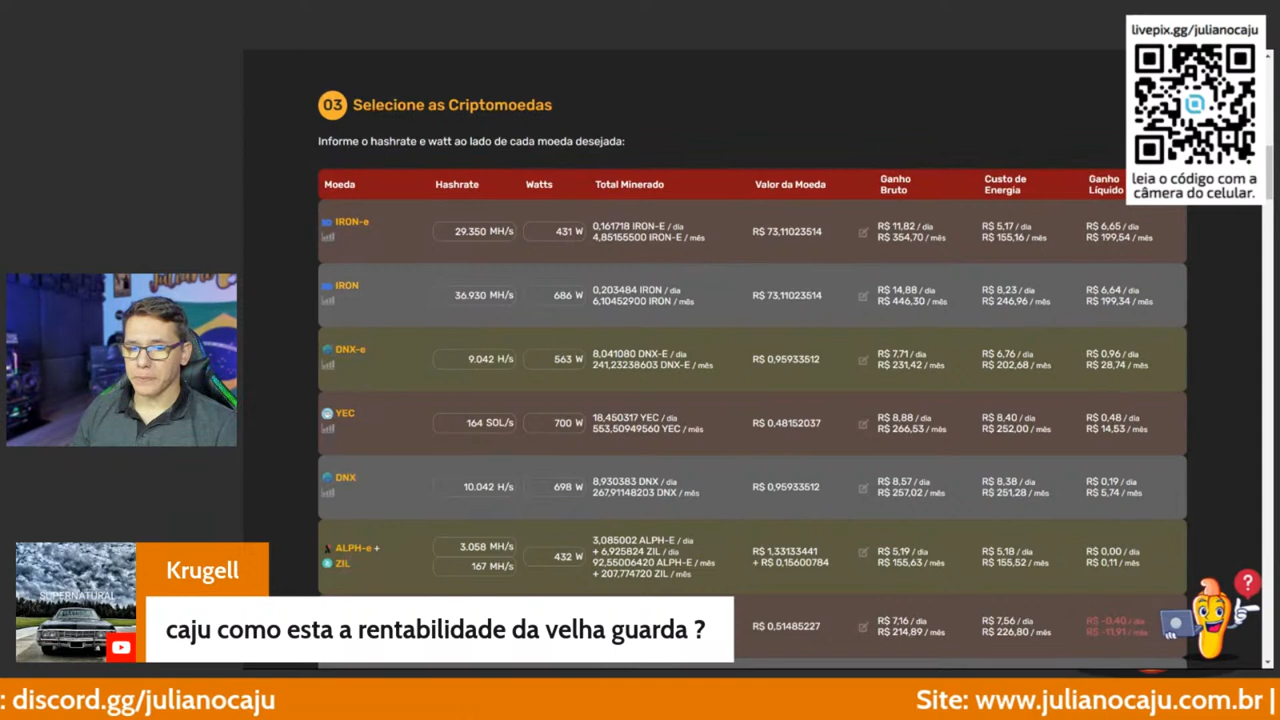 livepix.gg/julianocaju
leia o código com a
câmera do celular.
03 Selecione as Criptomoedas
Informe o hashrate e watt ao lado de cada moeda desejada:
Moeda Hashrate Watts Total Minerado Valor da Moeda Ganho Bruto Custo de Energia Ganho Líquido
IRON-e 29.350 MH/s 431 W 0,161718 IRON-E / dia R$ 73,11023514 R$ 11,82 / dia R$ 5,17 / dia R$ 6,65 / dia
4,85155500 IRON-E / mês R$ 354,70 / mês R$ 155,16 / mês R$ 199,54 / mês
IRON 36.930 MH/s 686 W 0,203484 IRON / dia R$ 73,11023514 R$ 14,88 / dia R$ 8,23 / dia R$ 6,64 / dia
6,10452900 IRON / mês R$ 446,30 / mês R$ 246,96 / mês R$ 199,34 / mês
DNX-e 9.042 H/s 563 W 8,041080 DNX-E / dia R$ 0,95933512 R$ 7,71 / dia R$ 6,76 / dia R$ 0,96 / dia
241,23238603 DNX-E / mês R$ 231,42 / mês R$ 202,68 / mês R$ 28,74 / mês
YEC 164 SOL/s 700 W 18,450317 YEC / dia R$ 0,48152037 R$ 8,88 / dia R$ 8,40 / dia R$ 0,48 / dia
553,50949560 YEC / mês R$ 266,53 / mês R$ 252,00 / mês R$ 14,53 / mês
DNX 10.042 H/s 698 W 8,930383 DNX / dia R$ 0,95933512 R$ 8,57 / dia R$ 8,38 / dia R$ 0,19 / dia
267,91148203 DNX / mês R$ 257,02 / mês R$ 251,28 / mês R$ 5,74 / mês
ALPH-e + 3.058 MH/s 432 W 3,085002 ALPH-E / dia R$ 1,33133441 R$ 5,19 / dia R$ 5,18 / dia R$ 0,00 / dia
ZIL 167 MH/s + 6,925824 ZIL / dia + R$ 0,15600784 R$ 155,63 / mês R$ 155,52 / mês R$ 0,11 / mês
92,55006420 ALPH-E / mês
+ 207,774720 ZIL / mês
R$ 0,51485227 R$ 7,16 / dia R$ 7,56 / dia R$ -0,40 / dia
R$ 214,89 / mês R$ 226,80 / mês R$ -11,91 / mês
SUPERNATURAL
Krugell
caju como esta a rentabilidade da velha guarda ?
: discord.gg/julianocaju
Site: www.julianocaju.com.br |